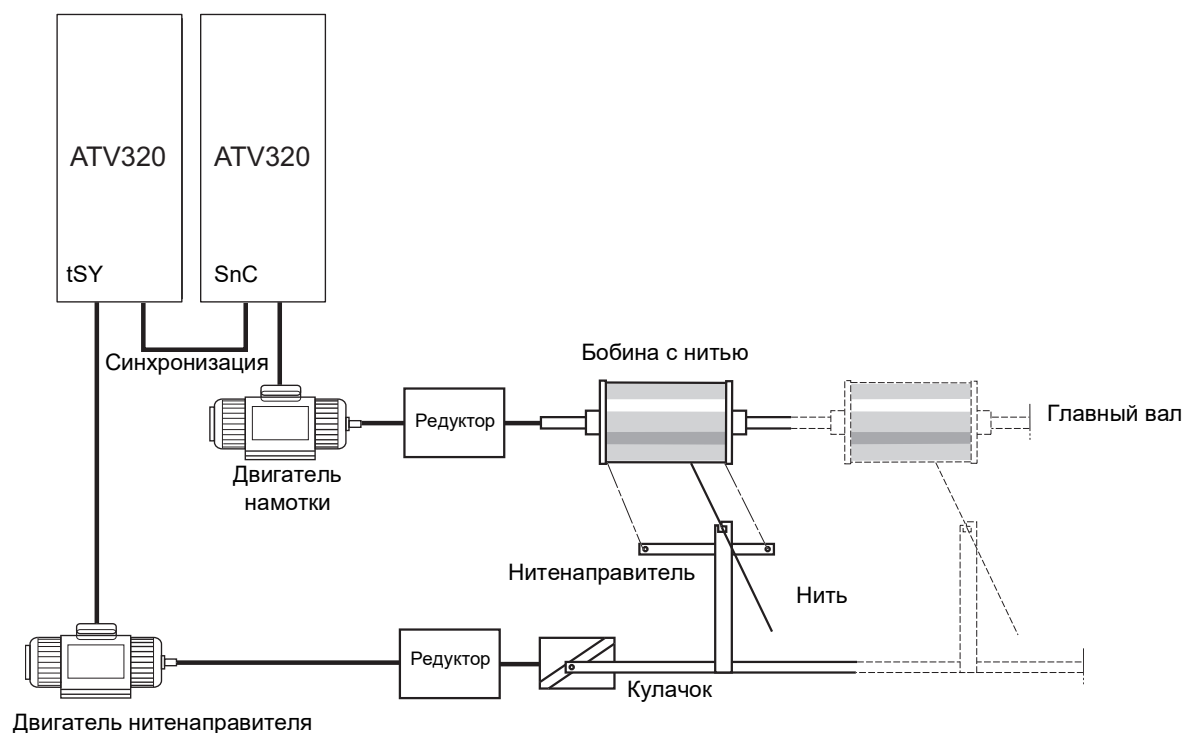 ATV320
ATV320
tSY
SnC
Синхронизация
Бобина с нитью
Редуктор
Главный вал
Двигатель
намотки
Нитенаправитель
Нить
Редуктор
Кулачок
Двигатель нитенаправителя